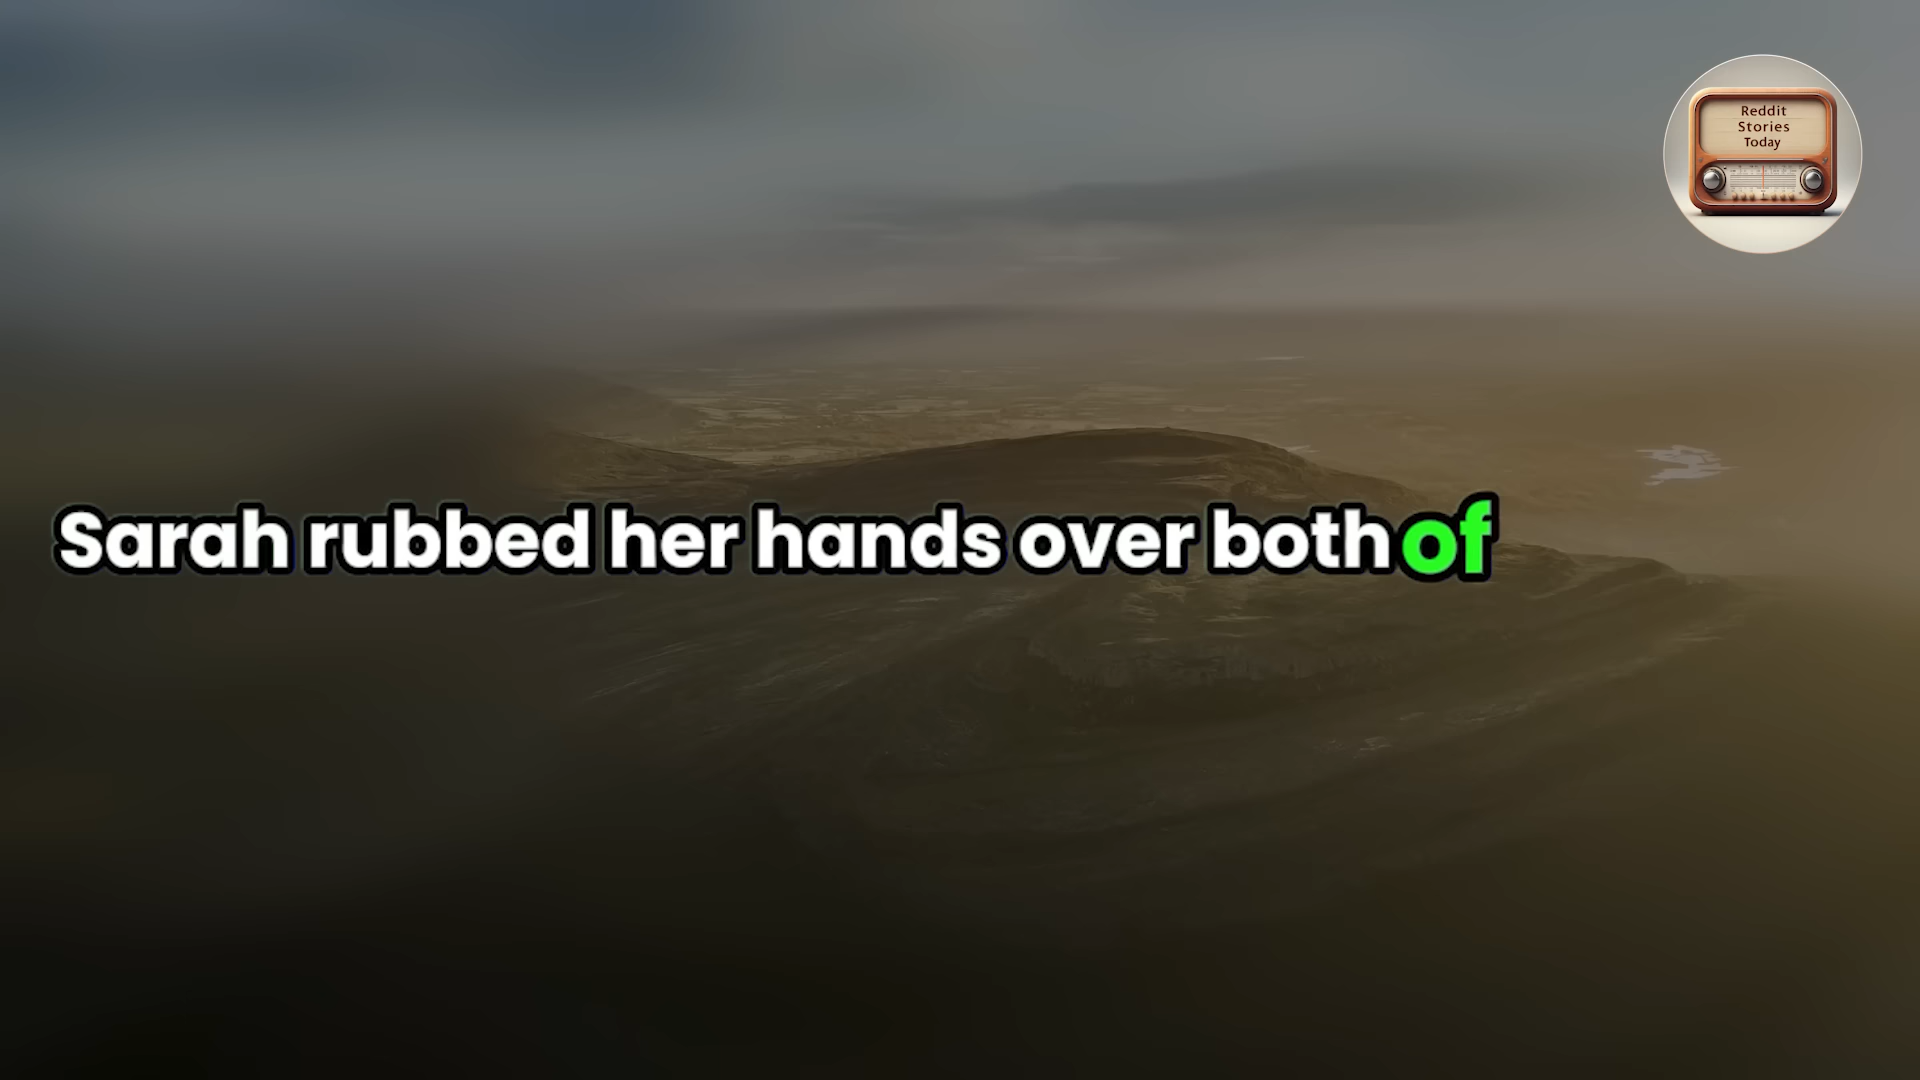 Reddit
Stories
Today
Sarah rubbed her hands over both of